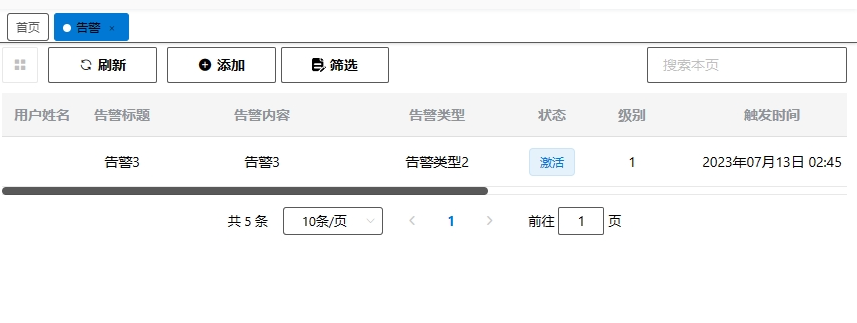 首页 告警 ×
刷新 添加 筛选 搜索本页
用户姓名 告警标题 告警内容 告警类型 状态 级别 触发时间
告警3 告警3 告警类型2 激活 1 2023年07月13日 02:45
共 5 条 10条/页 1 前往 1 页